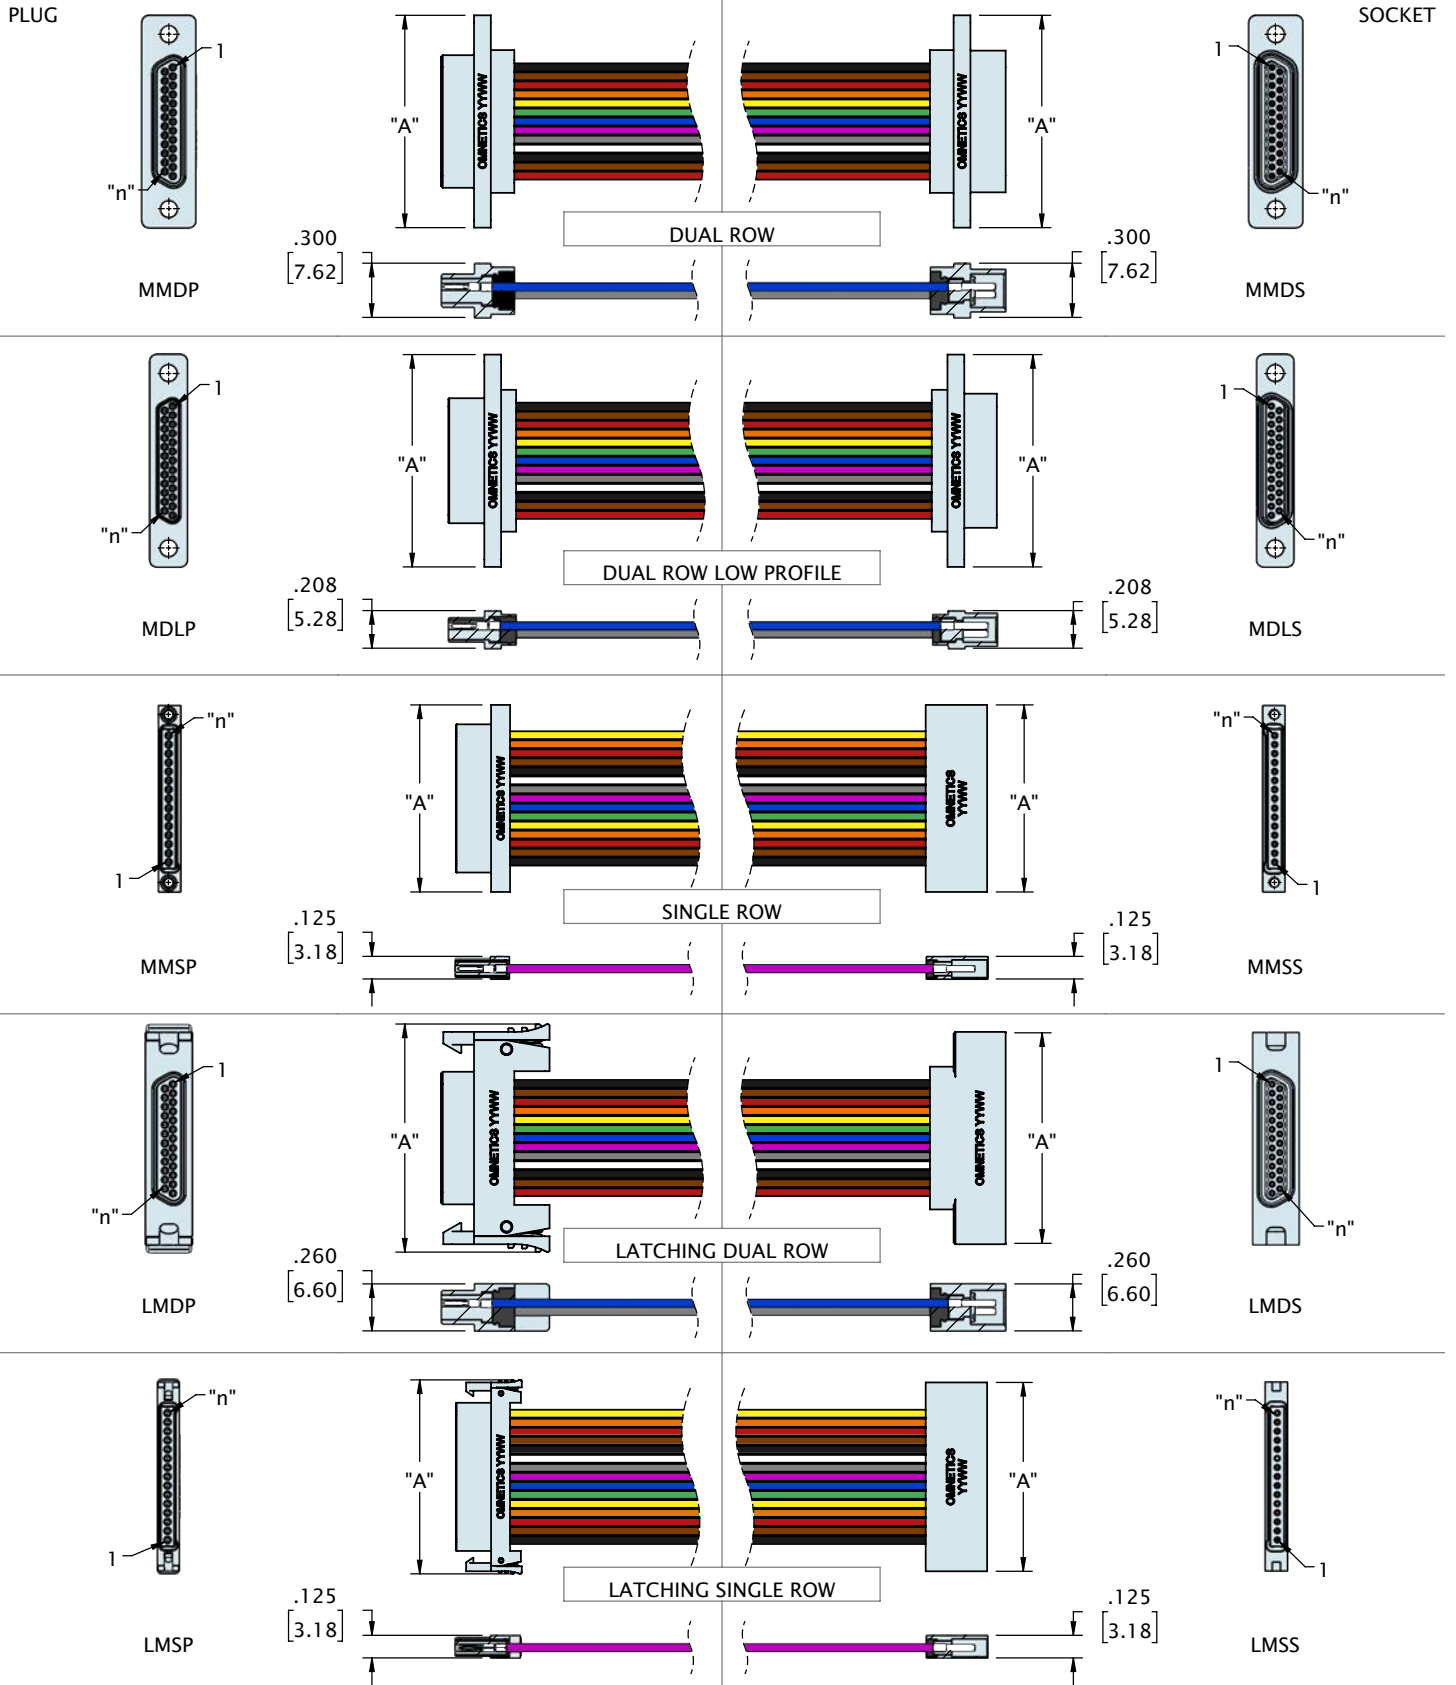 PLUG
SOCKET
1
"n"
"A"
OMNETICS YYWW
OMNETICS YYWW
"A"
1
"n"
DUAL ROW
.300
[7.62]
.300
[7.62]
MMDP
MMDS
1
"n"
"A"
OMNETICS YYWW
OMNETICS YYWW
"A"
1
"n"
DUAL ROW LOW PROFILE
.208
[5.28]
.208
[5.28]
MDLP
MDLS
"n"
1
"A"
OMNETICS YYWW
OMNETICS
YYWW
"A"
"n"
1
SINGLE ROW
.125
[3.18]
.125
[3.18]
MMSP
MMSS
1
"n"
"A"
OMNETICS YYWW
OMNETICS YYWW
"A"
1
"n"
LATCHING DUAL ROW
.260
[6.60]
.260
[6.60]
LMDP
LMDS
"n"
1
"A"
OMNETICS YYWW
OMNETICS
YYWW
"A"
"n"
1
LATCHING SINGLE ROW
.125
[3.18]
.125
[3.18]
LMSP
LMSS